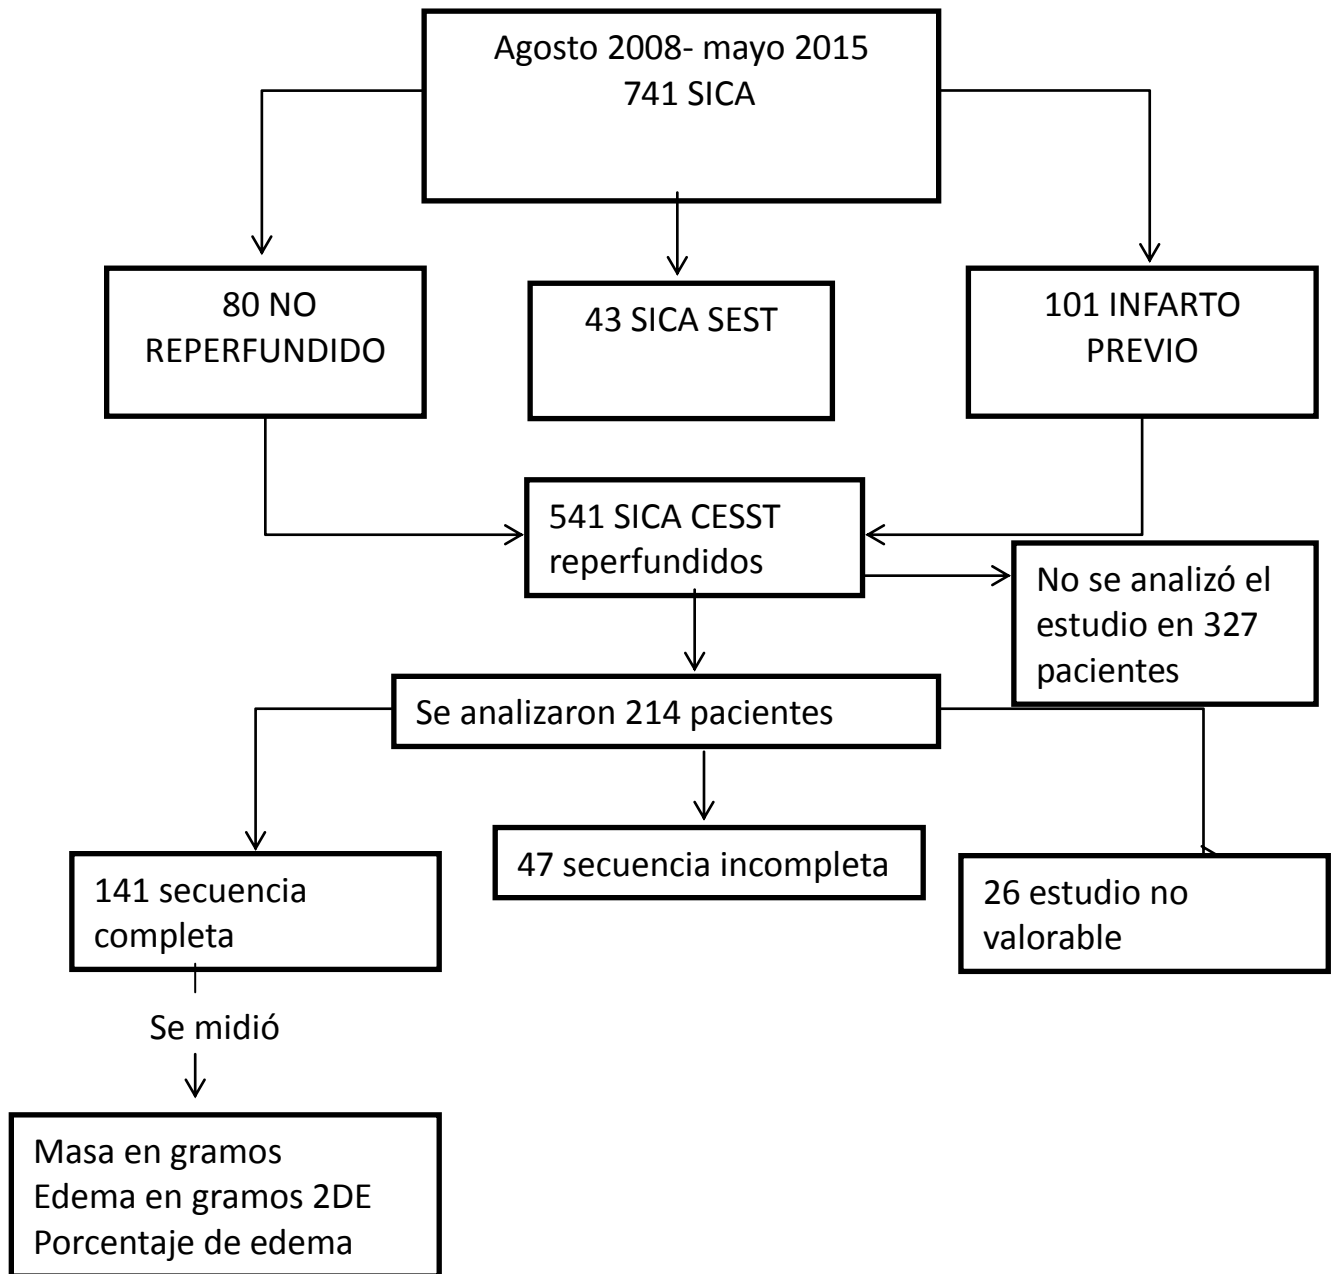 Agosto 2008- mayo 2015
741 SICA
80 NO
REPERFUNDIDO
43 SICA SEST
101 INFARTO
PREVIO
541 SICA CESST
reperfundidos
No se analizó el
estudio en 327
pacientes
Se analizaron 214 pacientes
141 secuencia
completa
47 secuencia incompleta
26 estudio no
valorable
Se midió
Masa en gramos
Edema en gramos 2DE
Porcentaje de edema